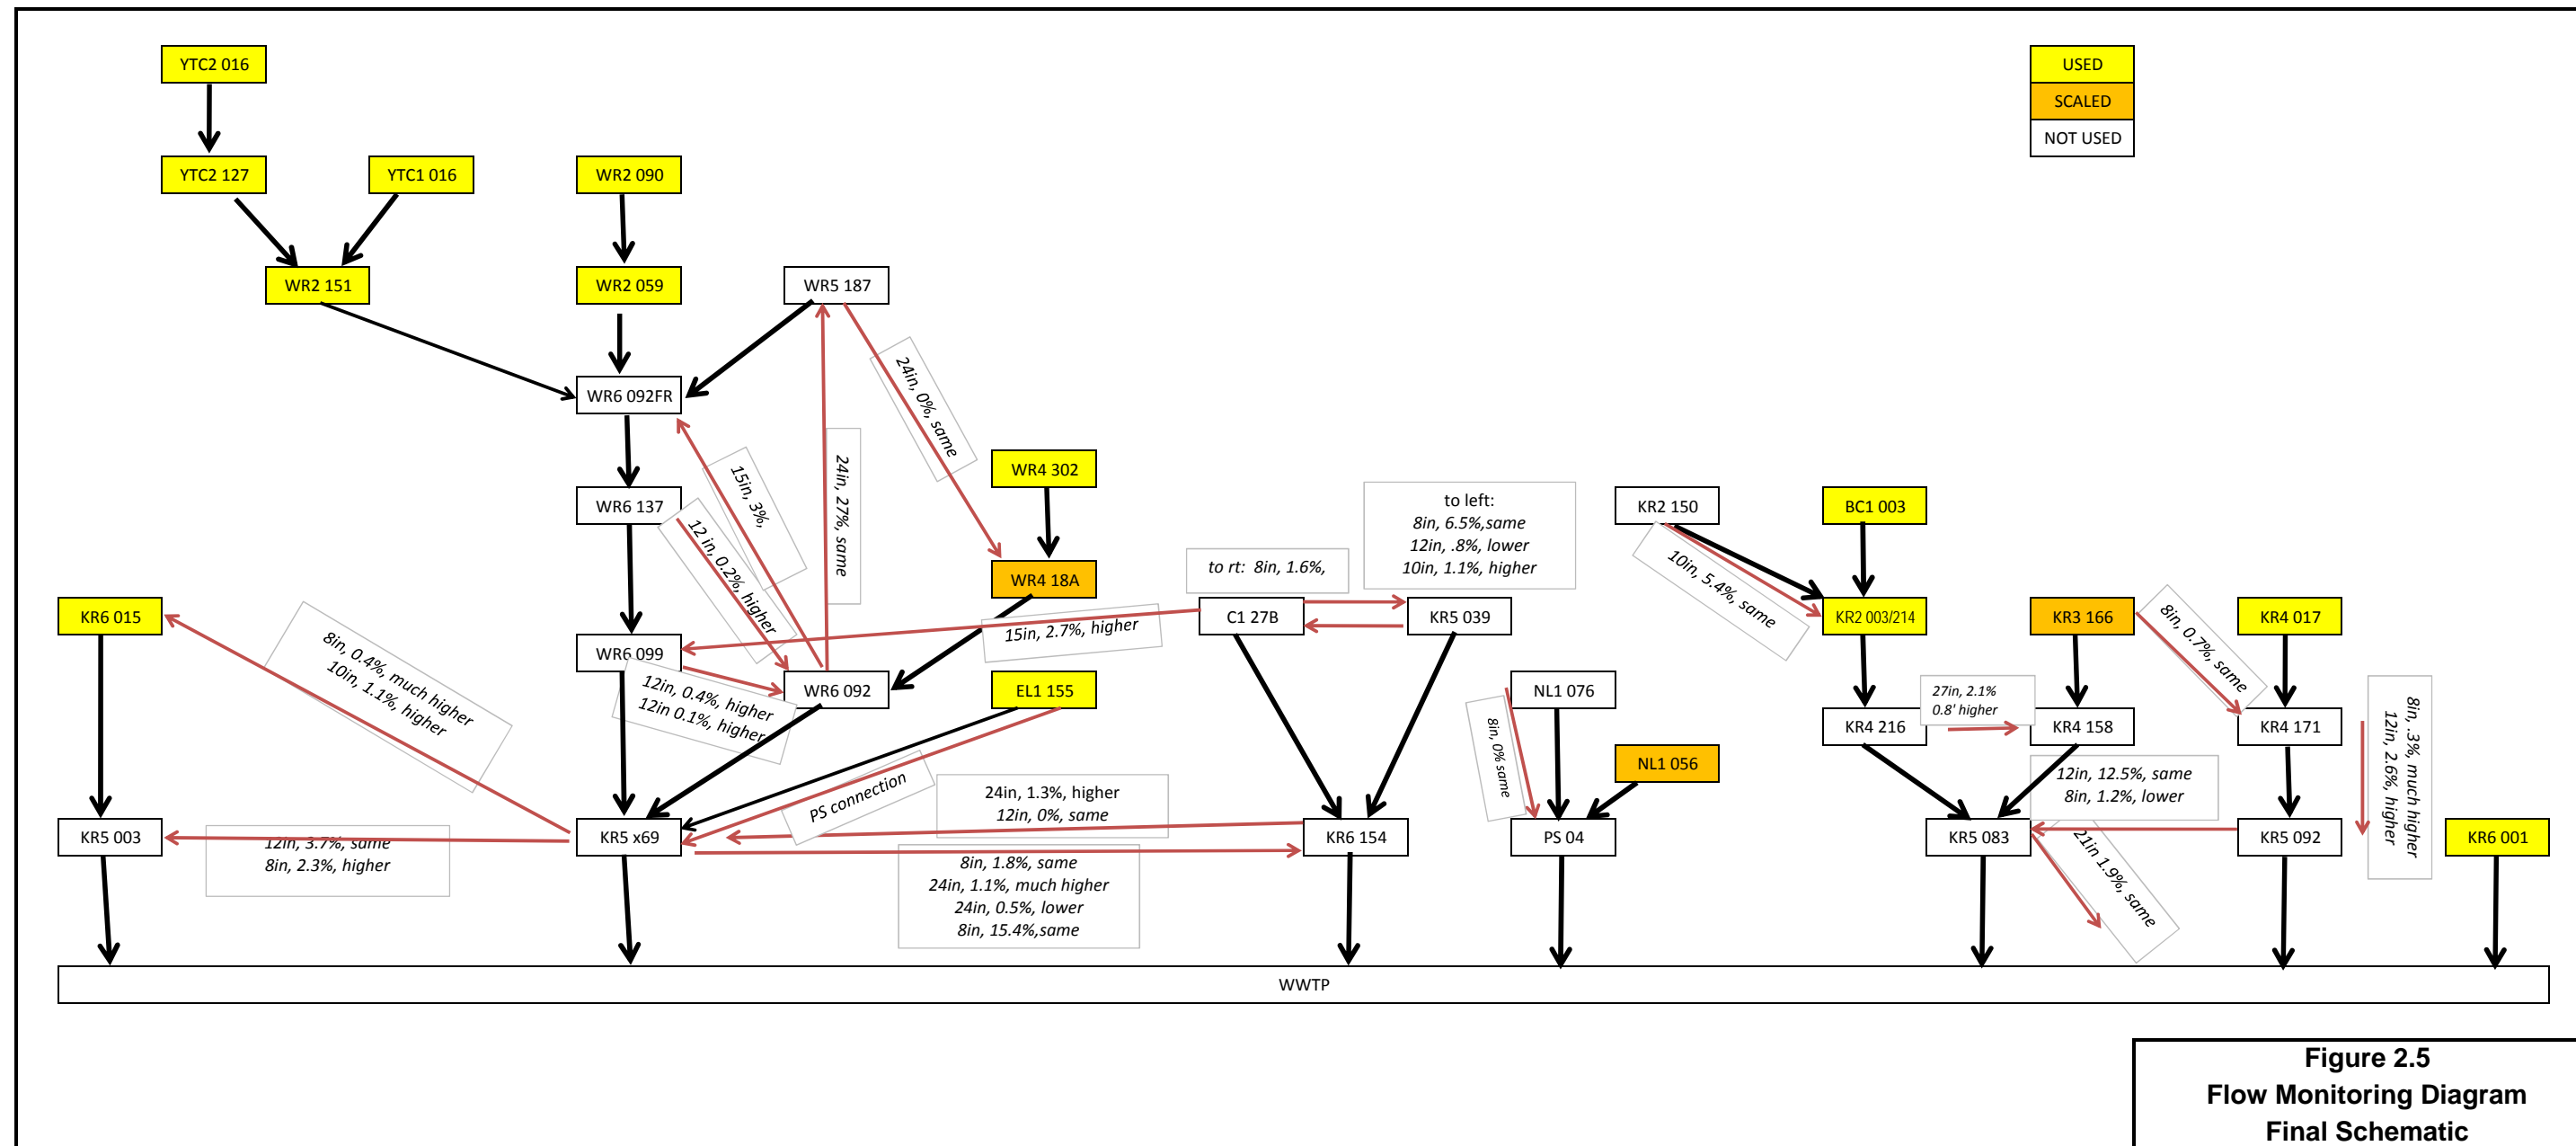 YTC2 016
USED
SCALED
NOT USED
YTC2 127
YTC1 016
WR2 090
WR2 151
WR2 059
WR5 187
WR6 092FR
24in, 0%, same
WR4 302
WR6 137
15in, 3%,
24in, 27%, same
12 in, 0.2%, higher
to left:
8in, 6.5%,same
12in, .8%, lower
10in, 1.1%, higher
KR2 150
BC1 003
10in, 5.4%, same
to rt: 8in, 1.6%,
WR4 18A
KR6 015
C1 27B
KR5 039
KR2 003/214
KR3 166
8in, 0.7%, same
KR4 017
15in, 2.7%, higher
8in, 0.4%, much higher
10in, 1.1%, higher
WR6 099
12in, 0.4%, higher
12in 0.1%, higher
WR6 092
EL1 155
NL1 076
8in, 0% same
27in, 2.1%
0.8' higher
KR4 216
KR4 158
KR4 171
8in, .3%, much higher
12in, 2.6%, higher
NL1 056
PS connection
24in, 1.3%, higher
12in, 0%, same
12in, 12.5%, same
8in, 1.2%, lower
KR5 003
12in, 3.7%, same
8in, 2.3%, higher
KR5 x69
KR6 154
PS 04
KR5 083
21in 1.9%, same
KR5 092
KR6 001
8in, 1.8%, same
24in, 1.1%, much higher
24in, 0.5%, lower
8in, 15.4%,same
WWTP
Figure 2.5
Flow Monitoring Diagram
Final Schematic